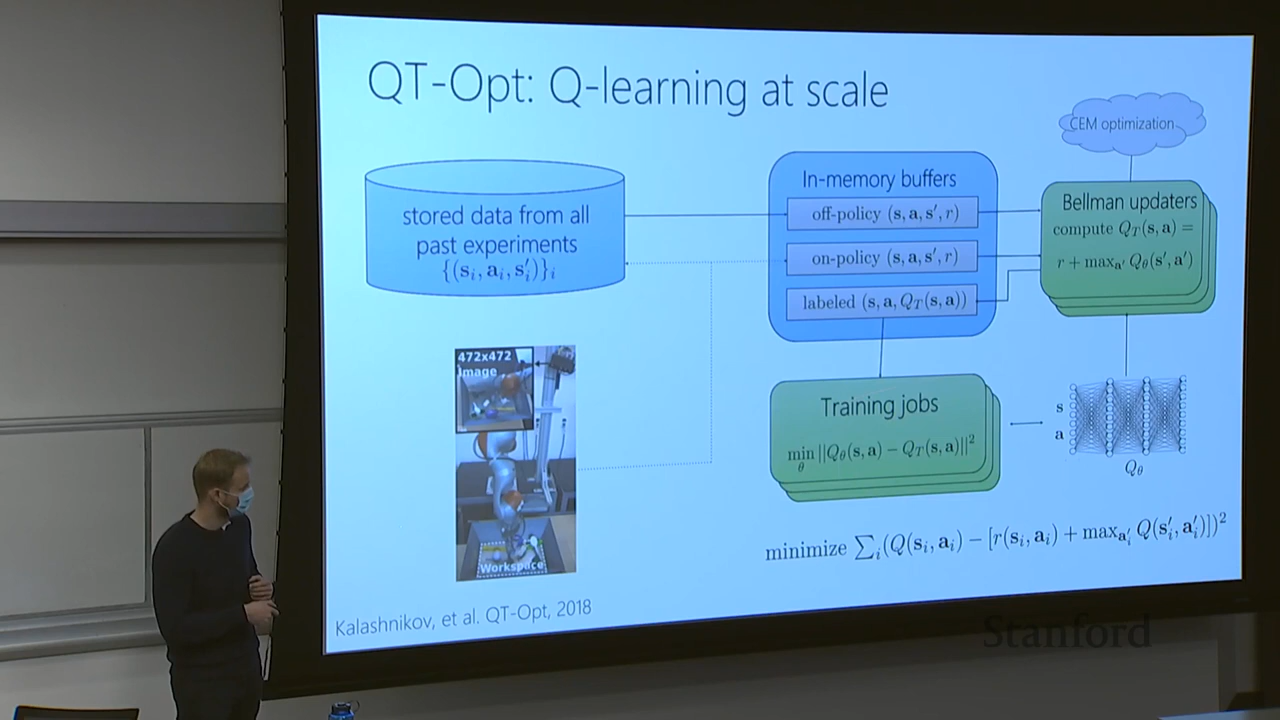 QT-Opt: Q-learning at scale
CEM optimization
stored data from all
past experiments
{(sᵢ, aᵢ, s′ᵢ)}ᵢ
In-memory buffers
off-policy (s, a, s′, r)
on-policy (s, a, s′, r)
labeled (s, a, Q_T(s, a))
Bellman updaters
compute Q_T(s, a) =
r + maxₐ′ Q_θ(s′, a′)
472x472
image
Workspace
Training jobs
min_θ ||Q_θ(s, a) − Q_T(s, a)||²
s
a
Q_θ
minimize ∑ᵢ(Q(sᵢ, aᵢ) − [r(sᵢ, aᵢ) + max_a′ᵢ Q(s′ᵢ, a′ᵢ)])²
Kalashnikov, et al. QT-Opt, 2018
Stanford